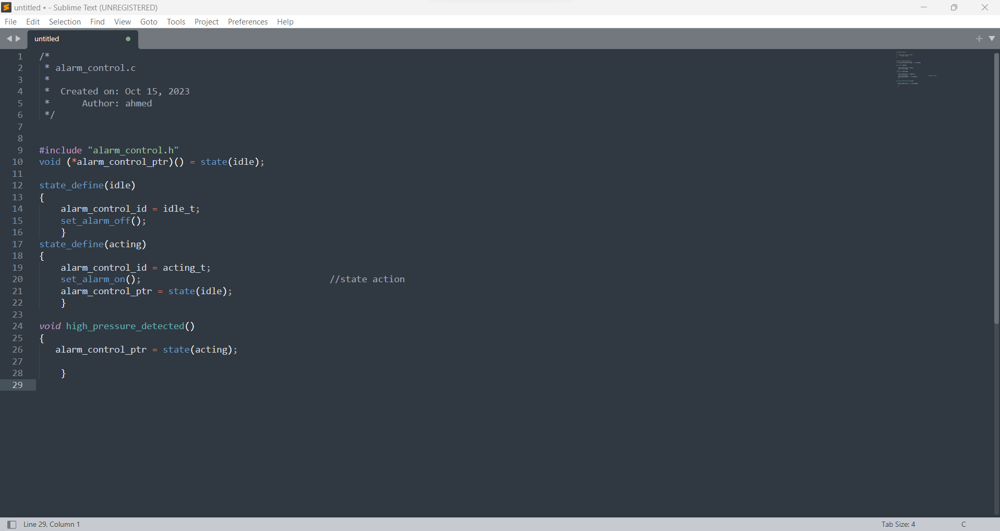 untitled • - Sublime Text (UNREGISTERED)
File Edit Selection Find View Goto Tools Project Preferences Help
untitled
1 /*
2  * alarm_control.c
3  *
4  *  Created on: Oct 15, 2023
5  *      Author: ahmed
6  */
7
8
9 #include "alarm_control.h"
10 void (*alarm_control_ptr)() = state(idle);
11
12 state_define(idle)
13 {
14     alarm_control_id = idle_t;
15     set_alarm_off();
16     }
17 state_define(acting)
18 {
19     alarm_control_id = acting_t;
20     set_alarm_on();                                   //state action
21     alarm_control_ptr = state(idle);
22     }
23
24 void high_pressure_detected()
25 {
26    alarm_control_ptr = state(acting);
27
28     }
29
Line 29, Column 1 Tab Size: 4 C